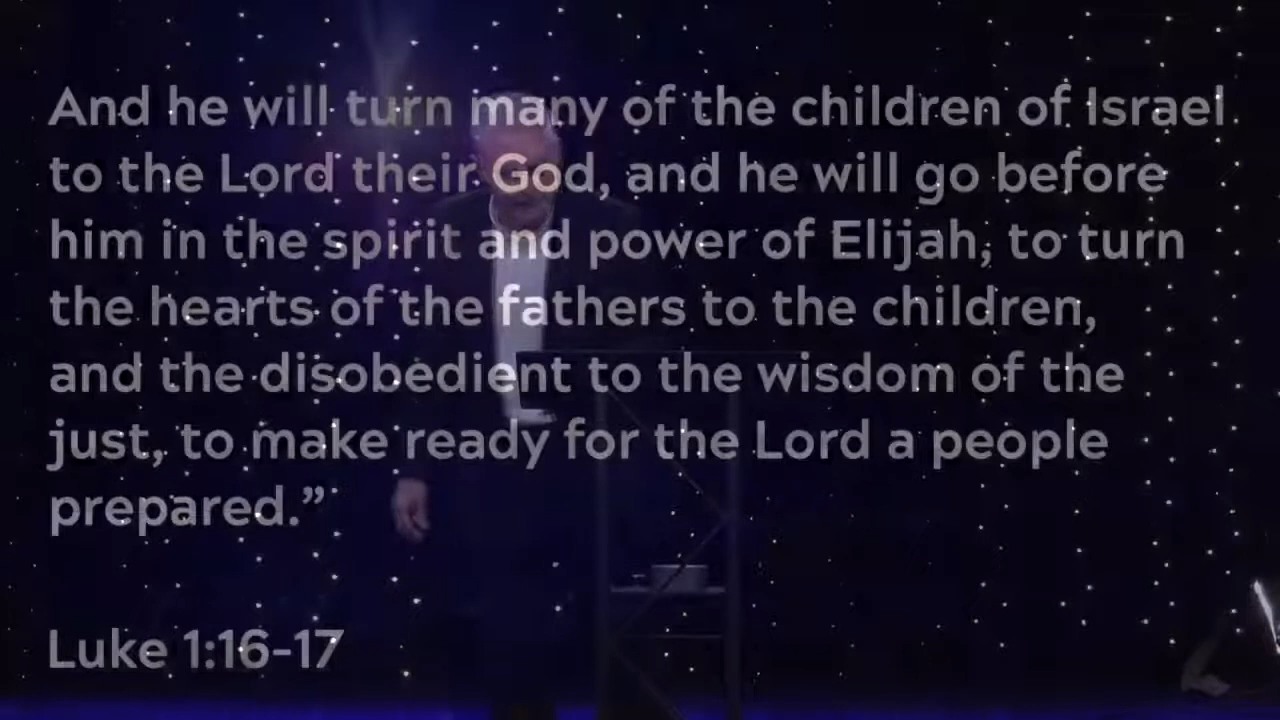 And he will turn many of the children of Israel
to the Lord their God, and he will go before
him in the spirit and power of Elijah, to turn
the hearts of the fathers to the children,
and the disobedient to the wisdom of the
just, to make ready for the Lord a people
prepared.”
Luke 1:16-17